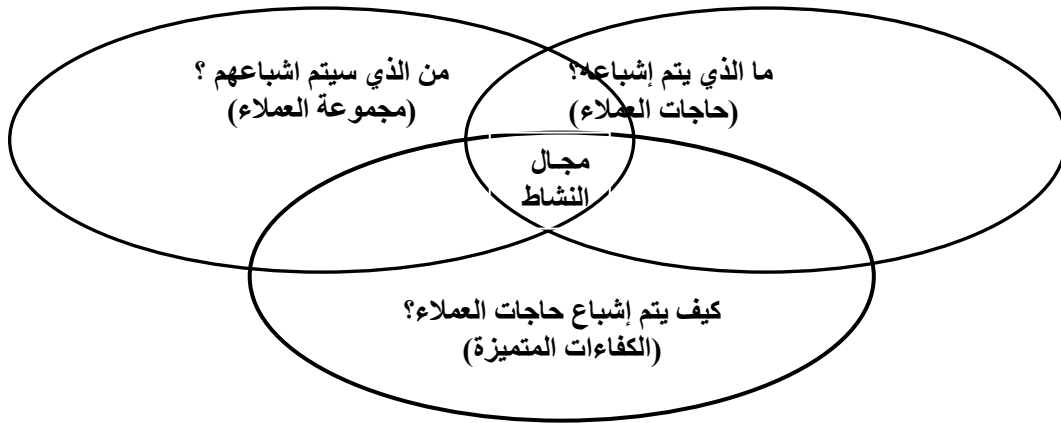 ما الذي يتم إشباعه؟
(حاجات العملاء)
من الذي سيتم اشباعهم ؟
(مجموعة العملاء)
مجـال
النشاط
كيف يتم إشباع حاجات العملاء؟
(الكفاءات المتميزة)